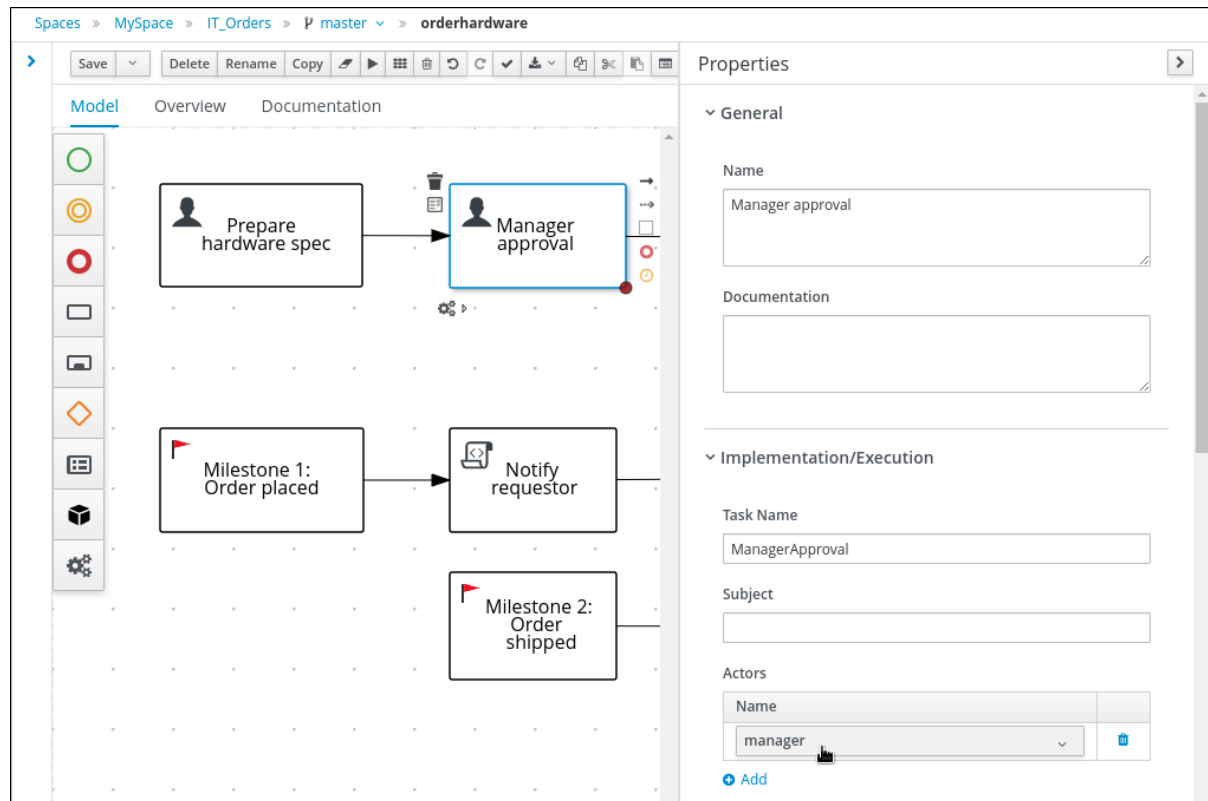 Spaces » MySpace » IT_Orders » master » orderhardware
Save Delete Rename Copy
Properties
Model Overview Documentation
General
Name
Manager approval
Documentation
Prepare
hardware spec
Manager
approval
Milestone 1:
Order placed
Notify
requestor
Milestone 2:
Order
shipped
Implementation/Execution
Task Name
ManagerApproval
Subject
Actors
Name
manager
Add